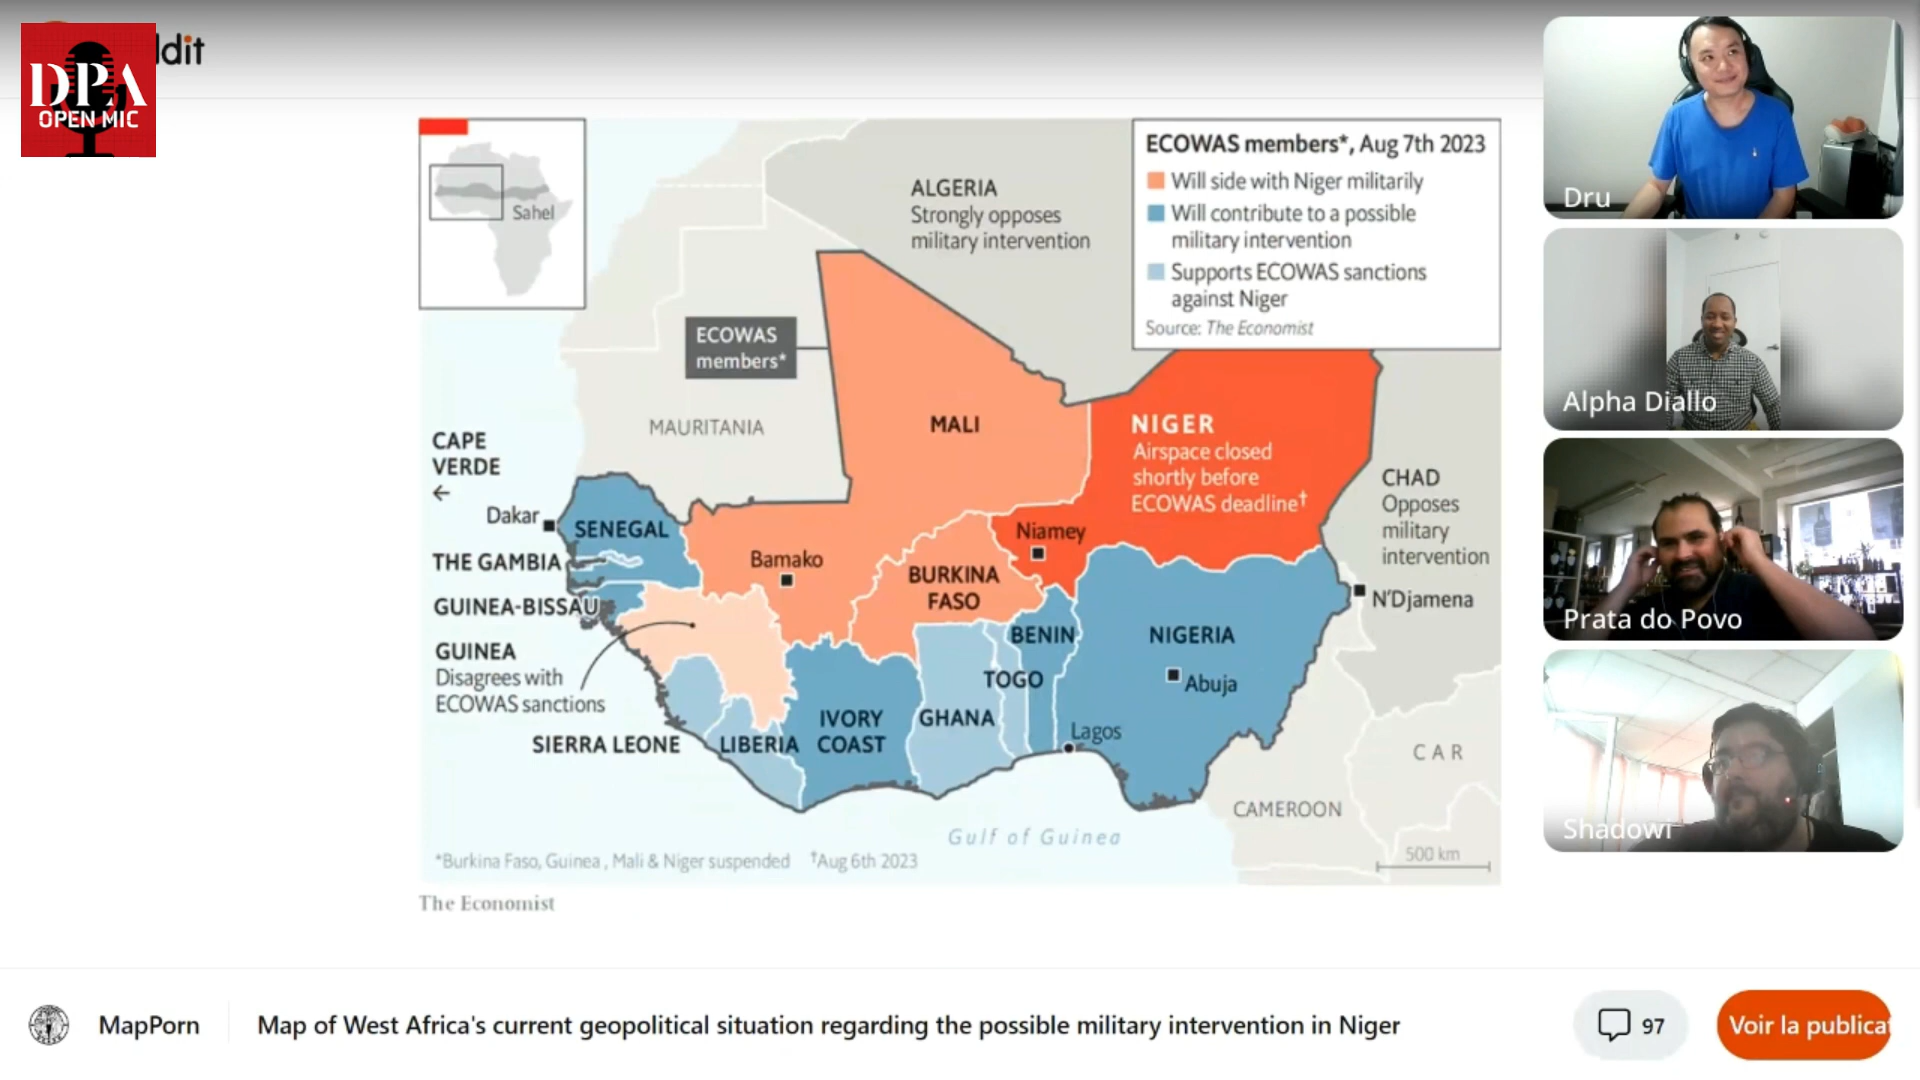 DPA
OPEN MIC
ddit
ECOWAS members*, Aug 7th 2023
Will side with Niger militarily
Will contribute to a possible
military intervention
Supports ECOWAS sanctions
against Niger
Source: The Economist
Sahel
ALGERIA
Strongly opposes
military intervention
ECOWAS
members*
MAURITANIA
MALI
NIGER
Airspace closed
shortly before
ECOWAS deadline†
CAPE
VERDE
←
Dakar
SENEGAL
THE GAMBIA
GUINEA-BISSAU
GUINEA
Disagrees with
ECOWAS sanctions
SIERRA LEONE
LIBERIA
IVORY
COAST
GHANA
TOGO
BENIN
NIGERIA
Abuja
Lagos
Bamako
BURKINA
FASO
Niamey
CHAD
Opposes
military
intervention
N'Djamena
CAR
CAMEROON
Gulf of Guinea
500 km
*Burkina Faso, Guinea, Mali & Niger suspended †Aug 6th 2023
The Economist
Dru
Alpha Diallo
Prata do Povo
Shadowi
MapPorn
Map of West Africa's current geopolitical situation regarding the possible military intervention in Niger
97
Voir la publicat